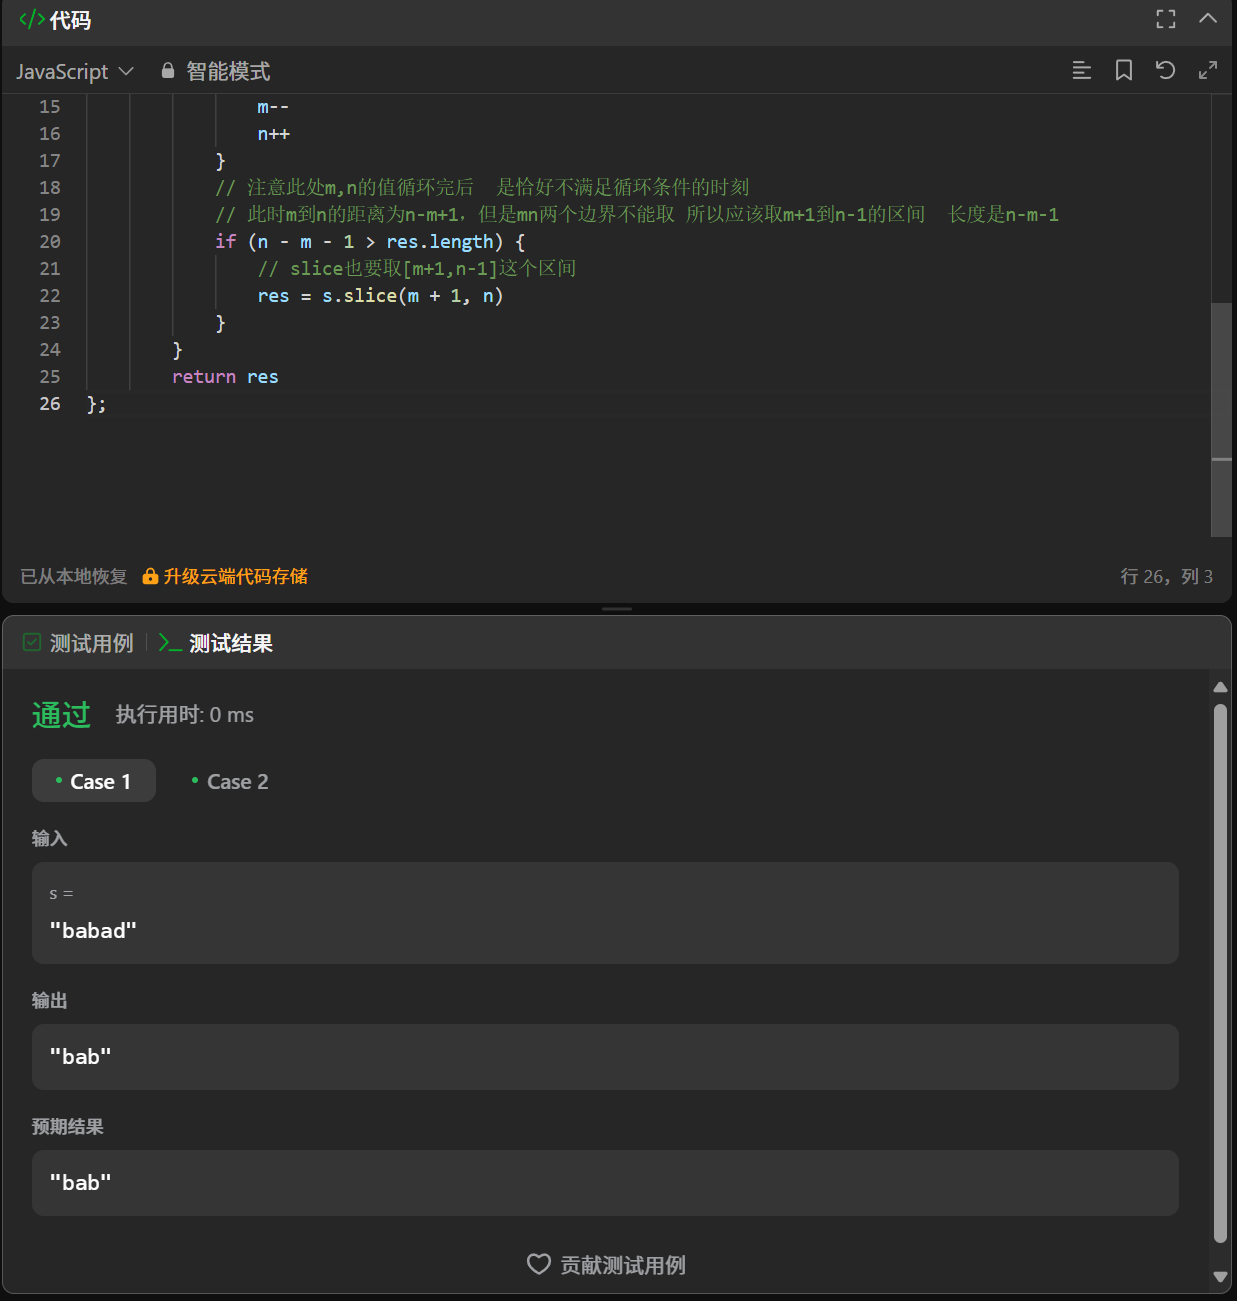 </> 代码
JavaScript 智能模式
15 m--
16 n++
17 }
18 // 注意此处m,n的值循环完后  是恰好不满足循环条件的时刻
19 // 此时m到n的距离为n-m+1，但是mn两个边界不能取 所以应该取m+1到n-1的区间  长度是n-m-1
20 if (n - m - 1 > res.length) {
21 // slice也要取[m+1,n-1]这个区间
22 res = s.slice(m + 1, n)
23 }
24 }
25 return res
26 };
已从本地恢复 升级云端代码存储 行 26，列 3
测试用例 | >_ 测试结果
通过 执行用时: 0 ms
• Case 1 • Case 2
输入
s =
"babad"
输出
"bab"
预期结果
"bab"
贡献测试用例